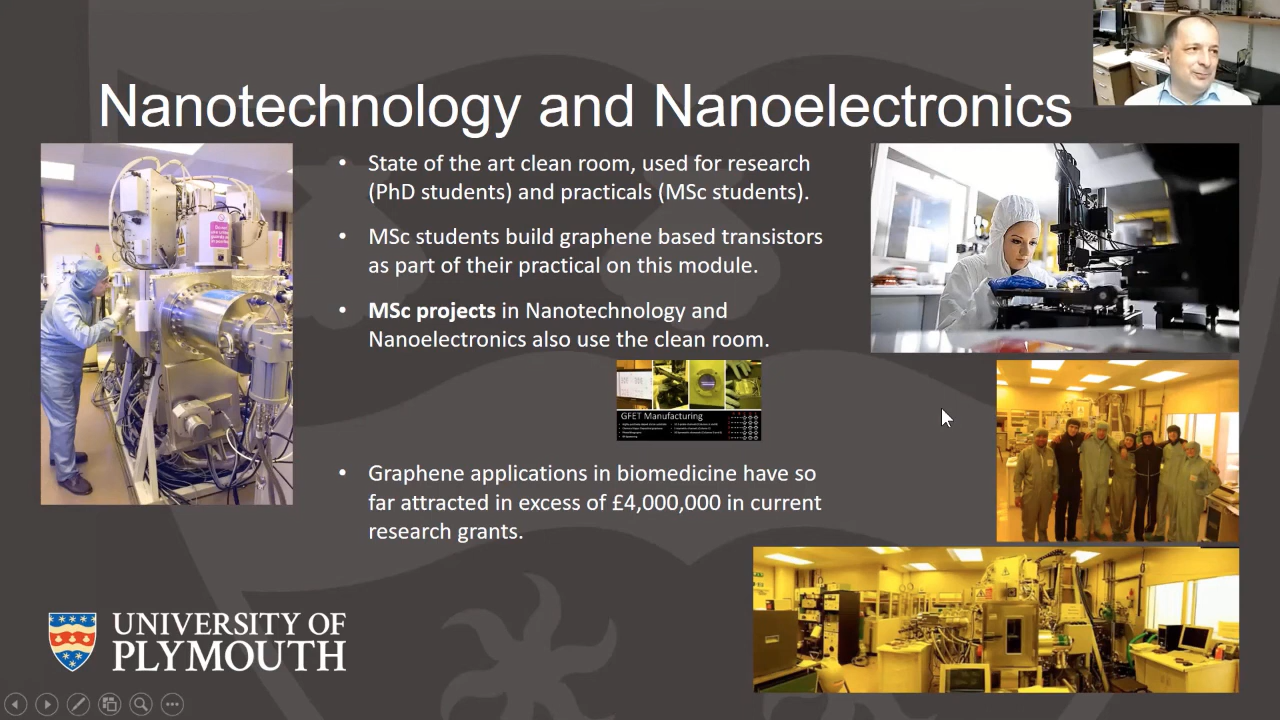 Nanotechnology and Nanoelectronics
• State of the art clean room, used for research
(PhD students) and practicals (MSc students).
• MSc students build graphene based transistors
as part of their practical on this module.
• MSc projects in Nanotechnology and
Nanoelectronics also use the clean room.
GFET Manufacturing
• Graphene applications in biomedicine have so
far attracted in excess of £4,000,000 in current
research grants.
UNIVERSITY OF
PLYMOUTH